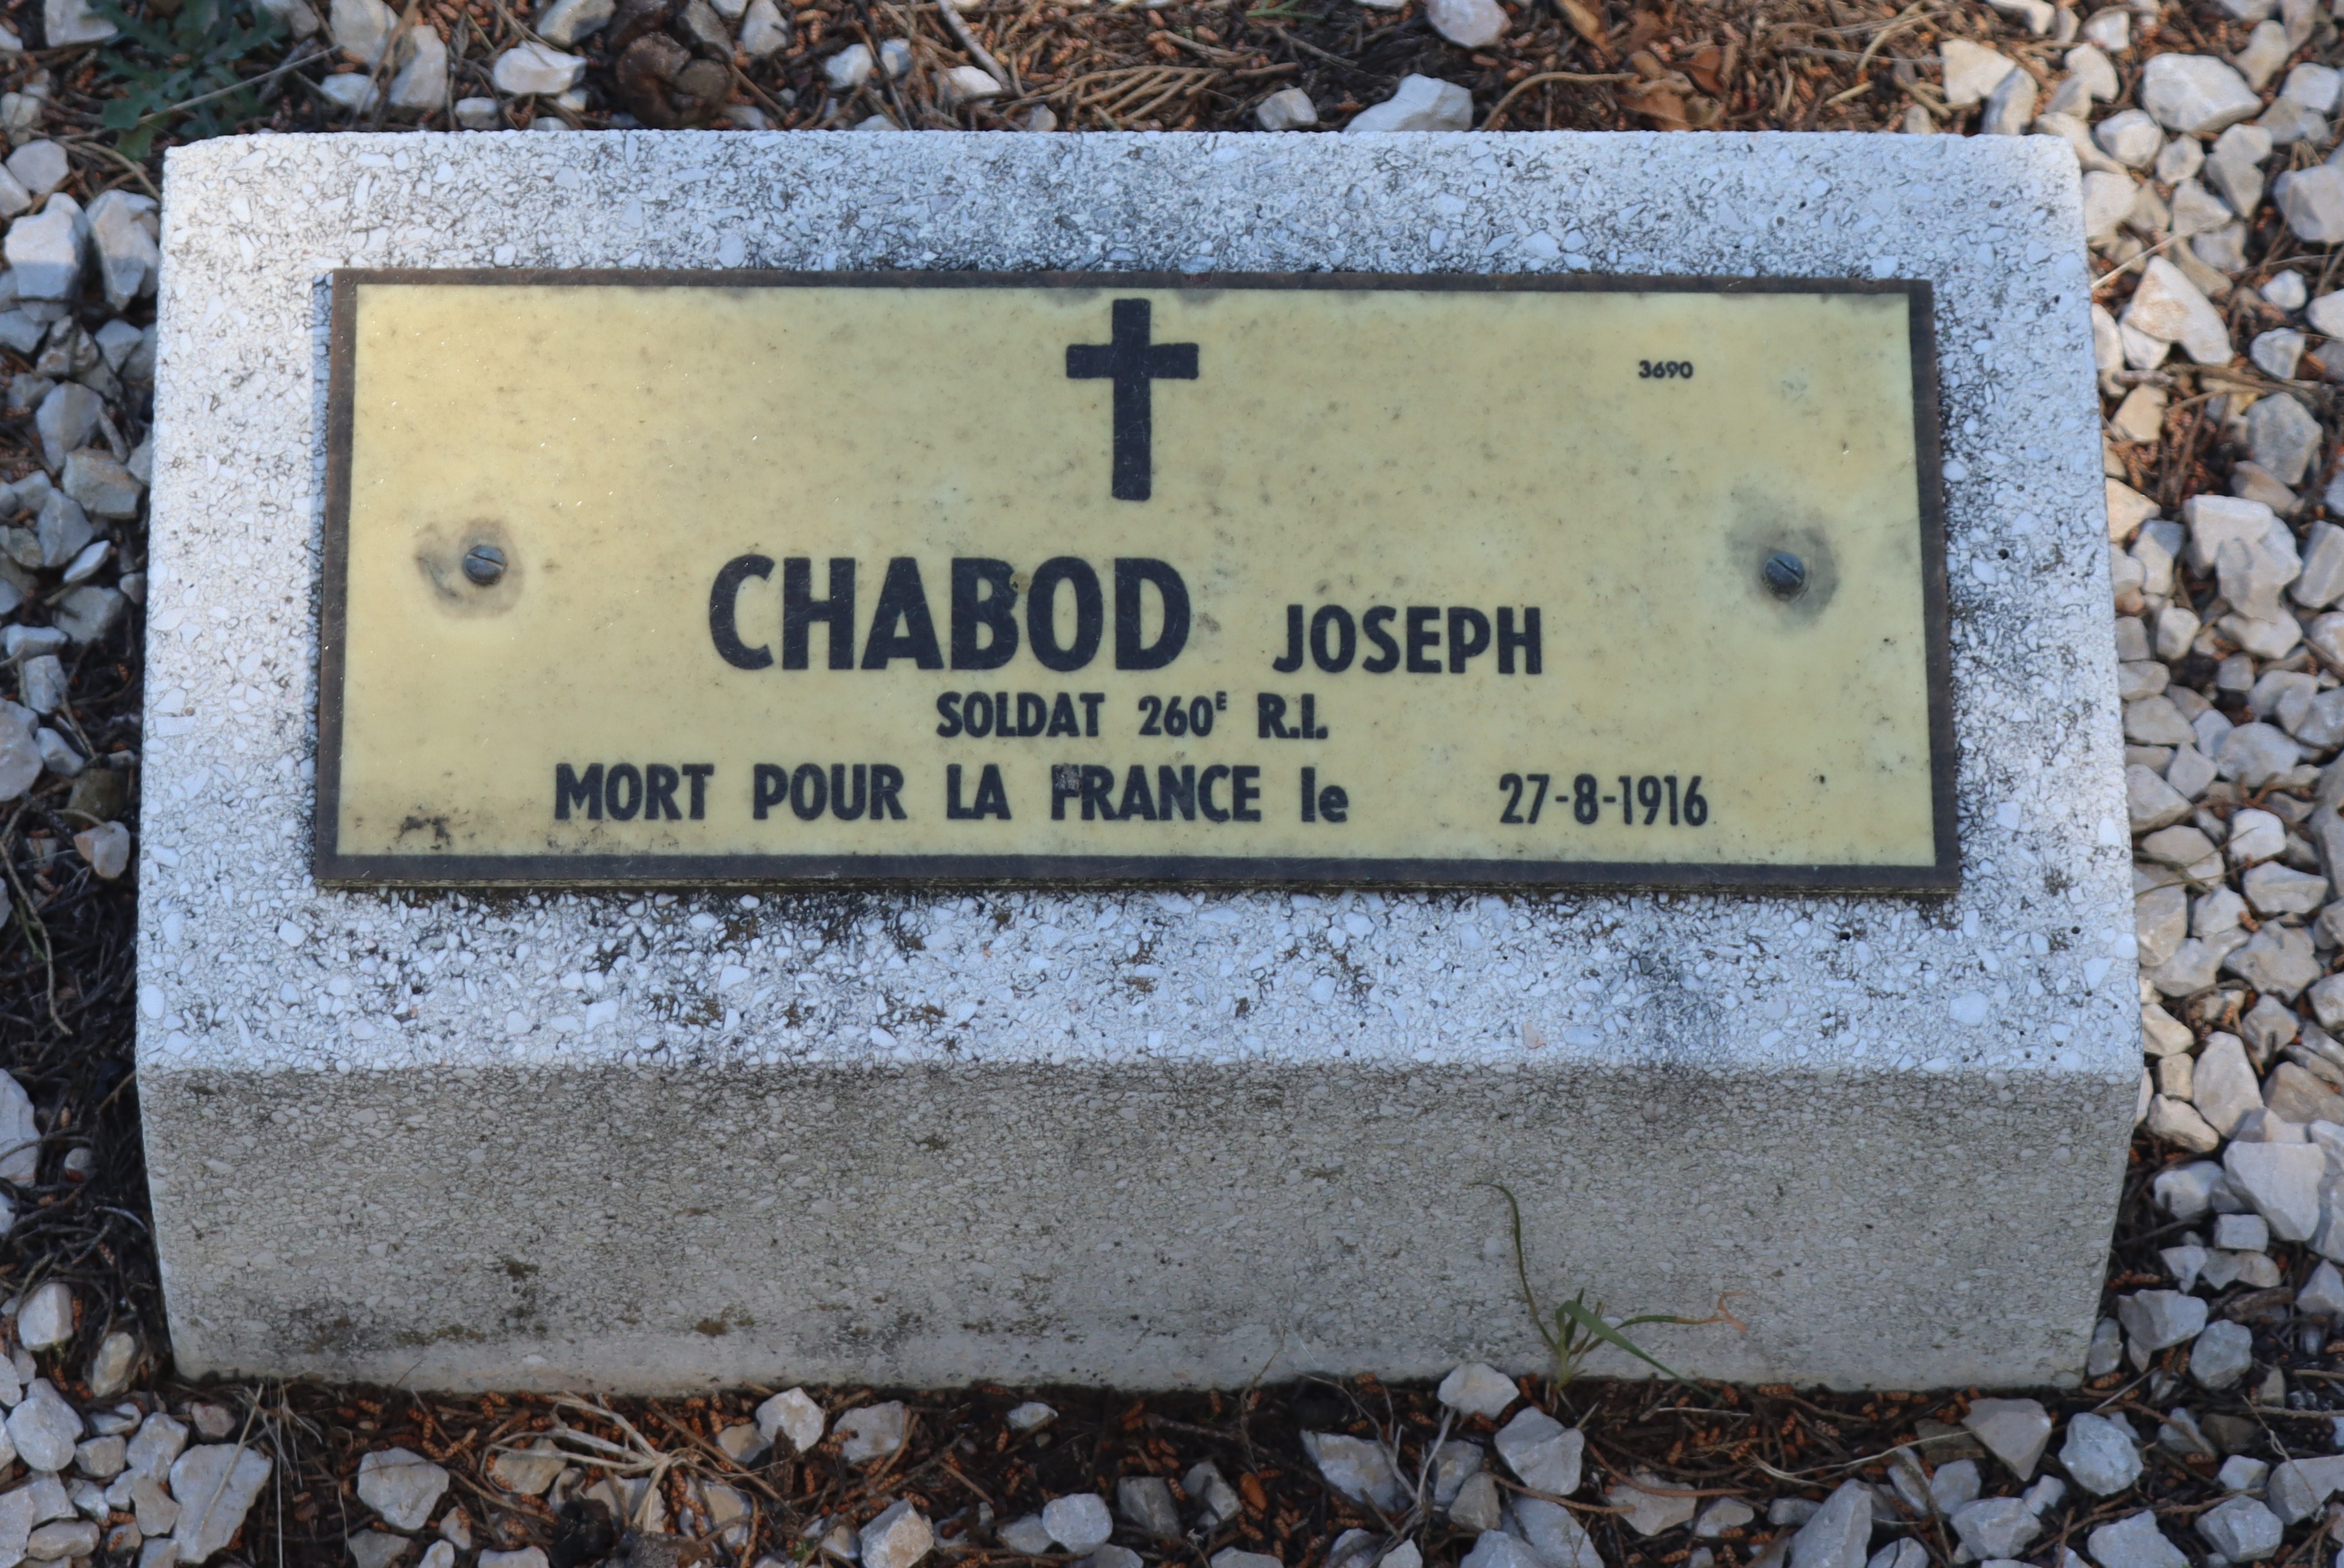 3690
CHABOD JOSEPH
SOLDAT 260E R.I.
MORT POUR LA FRANCE le 27-8-1916